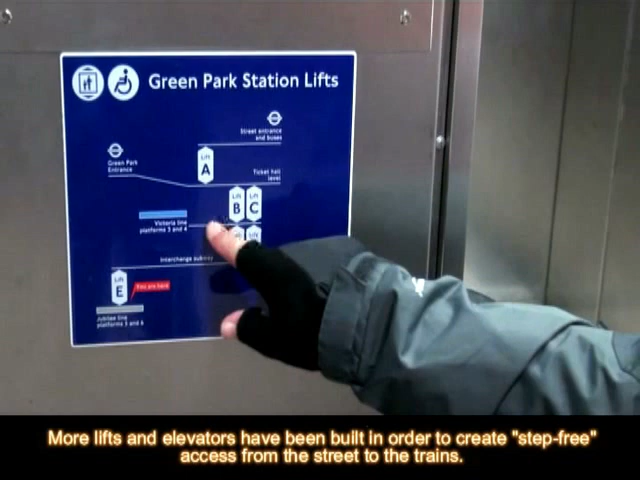 Green Park Station Lifts
Street entrance
and buses
Green Park
Entrance
Lift
A
Ticket hall
level
Lift
B
Lift
C
Victoria line
platforms 3 and 4
Interchange subway
Lift
E
You are here
Jubilee line
platforms 5 and 6
More lifts and elevators have been built in order to create "step-free"
access from the street to the trains.